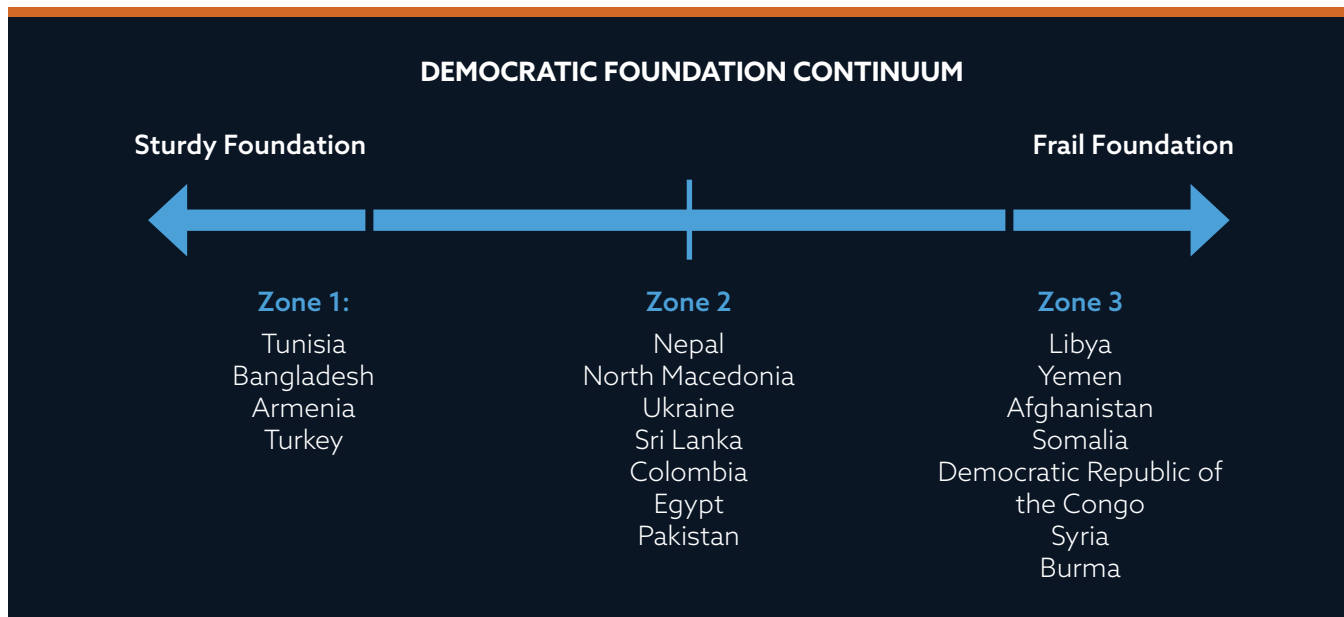 DEMOCRATIC FOUNDATION CONTINUUM
Sturdy Foundation
Frail Foundation
Zone 1:
Tunisia
Bangladesh
Armenia
Turkey
Zone 2
Nepal
North Macedonia
Ukraine
Sri Lanka
Colombia
Egypt
Pakistan
Zone 3
Libya
Yemen
Afghanistan
Somalia
Democratic Republic of
the Congo
Syria
Burma